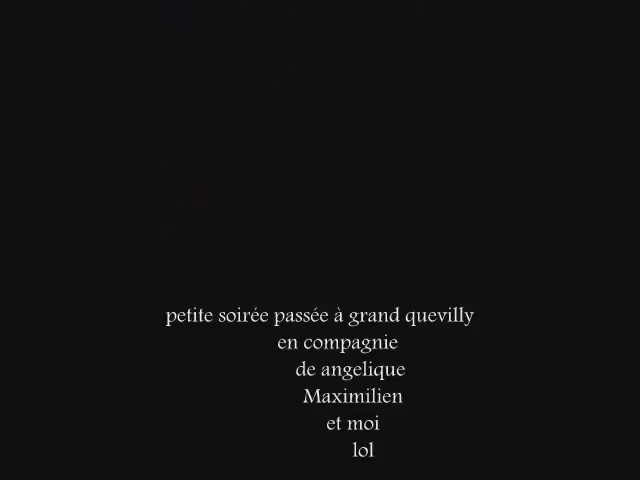 petite soirée passée à grand quevilly
en compagnie
de angelique
Maximilien
et moi
lol